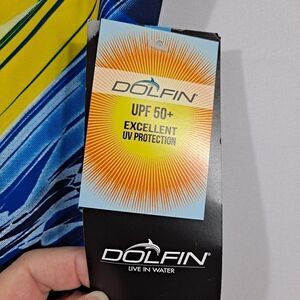 DOLFIN
UPF 50+
EXCELLENT
UV PROTECTION
DOLFIN
LIVE IN WATER